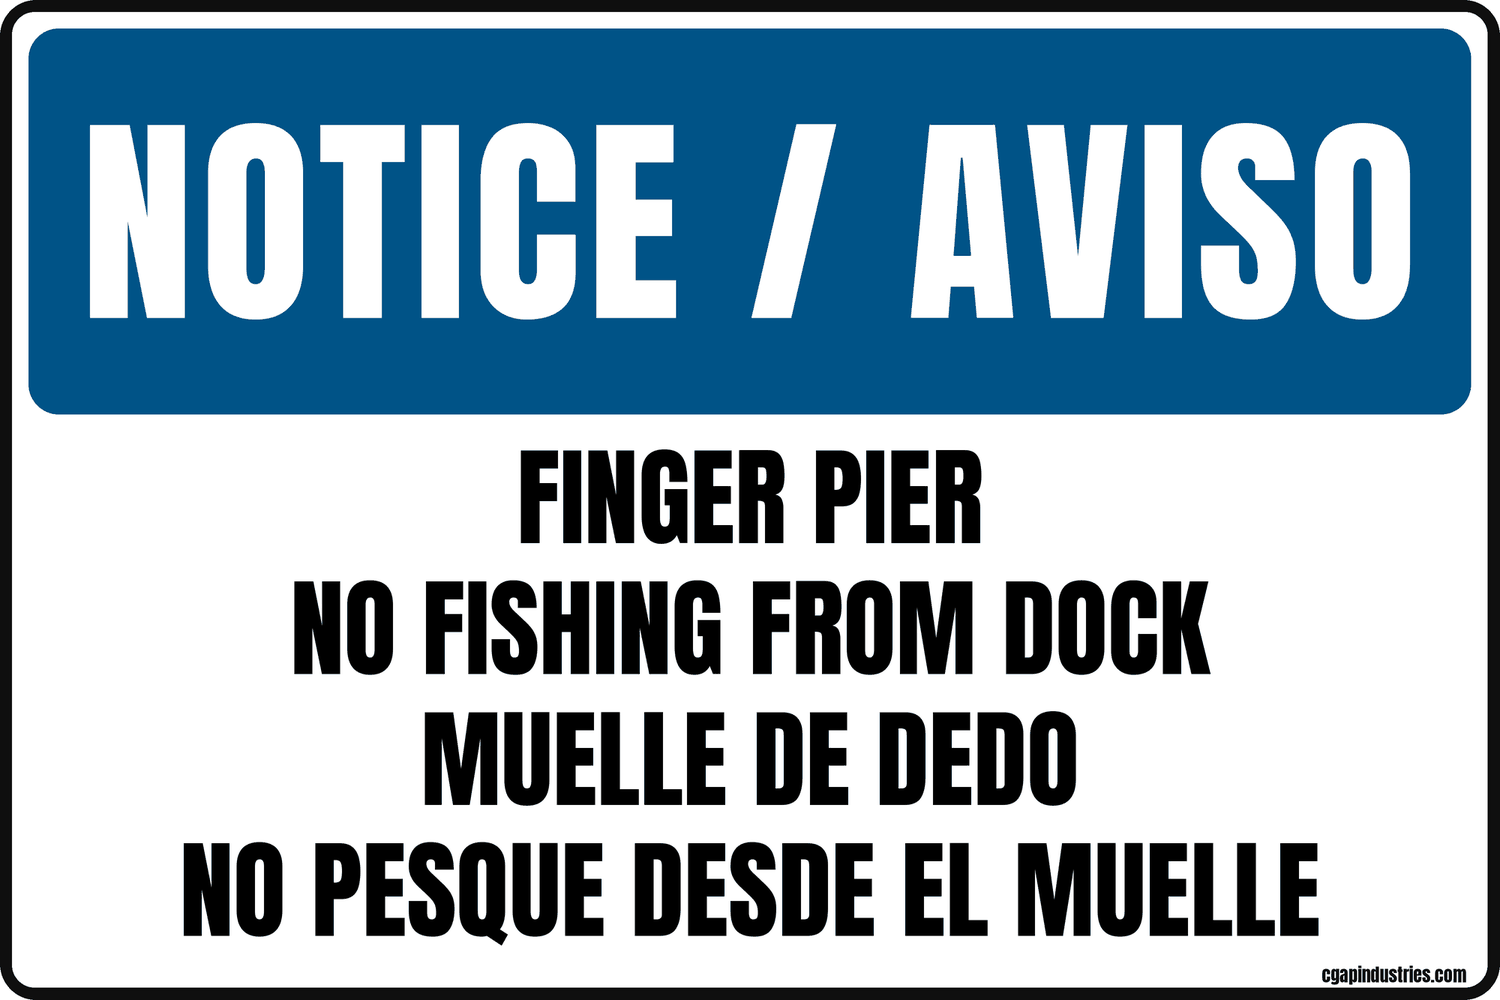 NOTICE / AVISO
FINGER PIER
NO FISHING FROM DOCK
MUELLE DE DEDO
NO PESQUE DESDE EL MUELLE
cgapindustries.com